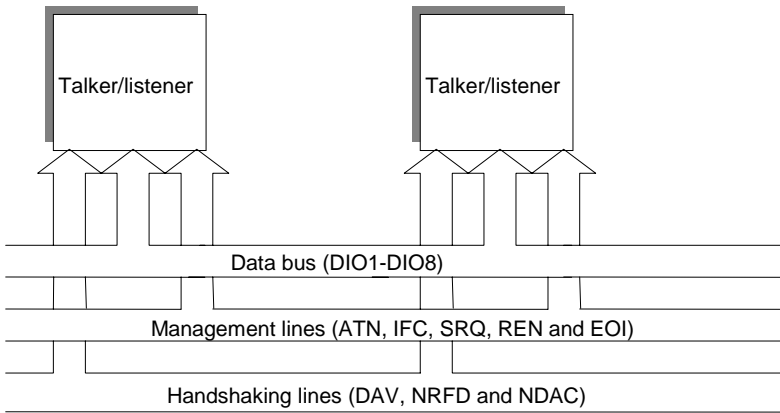 Talker/listener
Talker/listener
Data bus (DIO1-DIO8)
Management lines (ATN, IFC, SRQ, REN and EOI)
Handshaking lines (DAV, NRFD and NDAC)